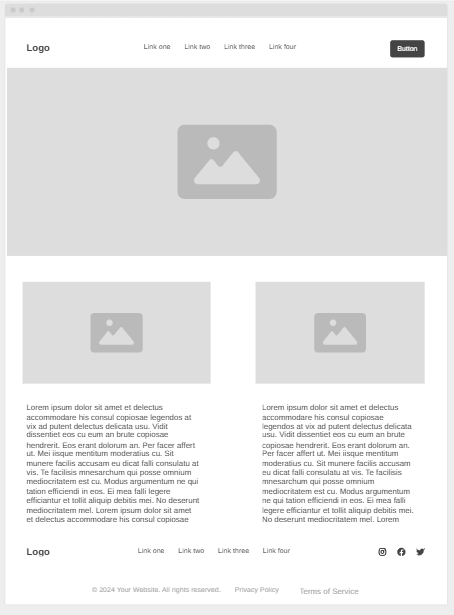 Logo
Link one Link two Link three Link four
Button
Lorem ipsum dolor sit amet et delectus
accommodare his consul copiosae legendos at
vix ad putent delectus delicata usu. Vidit
dissentiet eos cu eum an brute copiosae
hendrerit. Eos erant dolorum an. Per facer affert
ut. Mei iisque mentitum moderatius cu. Sit
munere facilis accusam eu dicat falli consulatu at
vis. Te facilisis mnesarchum qui posse omnium
mediocritatem est cu. Modus argumentum ne qui
tation efficiendi in eos. Ei mea falli legere
efficiantur et tollit aliquip debitis mei. No deserunt
mediocritatem mel. Lorem ipsum dolor sit amet
et delectus accommodare his consul copiosae
Lorem ipsum dolor sit amet et delectus
accommodare his consul copiosae
legendos at vix ad putent delectus delicata
usu. Vidit dissentiet eos cu eum an brute
copiosae hendrerit. Eos erant dolorum an.
Per facer affert ut. Mei iisque mentitum
moderatius cu. Sit munere facilis accusam
eu dicat falli consulatu at vis. Te facilisis
mnesarchum qui posse omnium
mediocritatem est cu. Modus argumentum
ne qui tation efficiendi in eos. Ei mea falli
legere efficiantur et tollit aliquip debitis mei.
No deserunt mediocritatem mel. Lorem
Logo
Link one Link two Link three Link four
© 2024 Your Website. All rights reserved. Privacy Policy Terms of Service